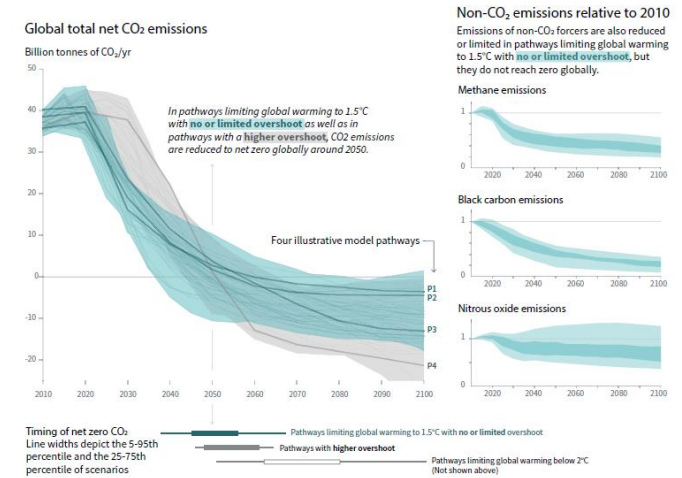 Global total net CO₂ emissions
Billion tonnes of CO₂/yr
50
40
30
20
10
0
-10
-20
2010
2020
2030
2040
2050
2060
2070
2080
2090
2100
In pathways limiting global warming to 1.5°C
with no or limited overshoot as well as in
pathways with a higher overshoot, CO2 emissions
are reduced to net zero globally around 2050.
Four illustrative model pathways
P1
P2
P3
P4
Non-CO₂ emissions relative to 2010
Emissions of non-CO₂ forcers are also reduced
or limited in pathways limiting global warming
to 1.5°C with no or limited overshoot, but
they do not reach zero globally.
Methane emissions
1
0
2020
2040
2060
2080
2100
Black carbon emissions
1
0
2020
2040
2060
2080
2100
Nitrous oxide emissions
1
0
2020
2040
2060
2080
2100
Timing of net zero CO₂
Line widths depict the 5-95th
percentile and the 25-75th
percentile of scenarios
Pathways limiting global warming to 1.5°C with no or limited overshoot
Pathways with higher overshoot
Pathways limiting global warming below 2°C
(Not shown above)